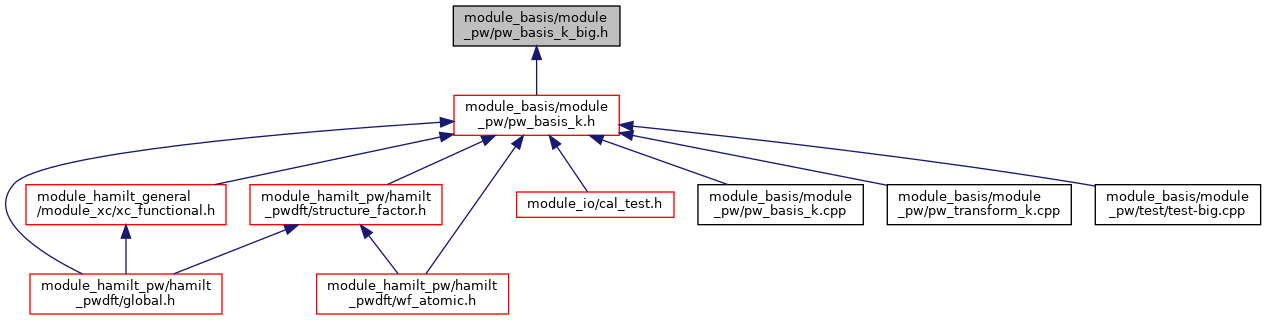 module_basis/module
_pw/pw_basis_k_big.h
module_basis/module
_pw/pw_basis_k.h
module_hamilt_general
/module_xc/xc_functional.h
module_hamilt_pw/hamilt
_pwdft/structure_factor.h
module_io/cal_test.h
module_basis/module
_pw/pw_basis_k.cpp
module_basis/module
_pw/pw_transform_k.cpp
module_basis/module
_pw/test/test-big.cpp
module_hamilt_pw/hamilt
_pwdft/global.h
module_hamilt_pw/hamilt
_pwdft/wf_atomic.h